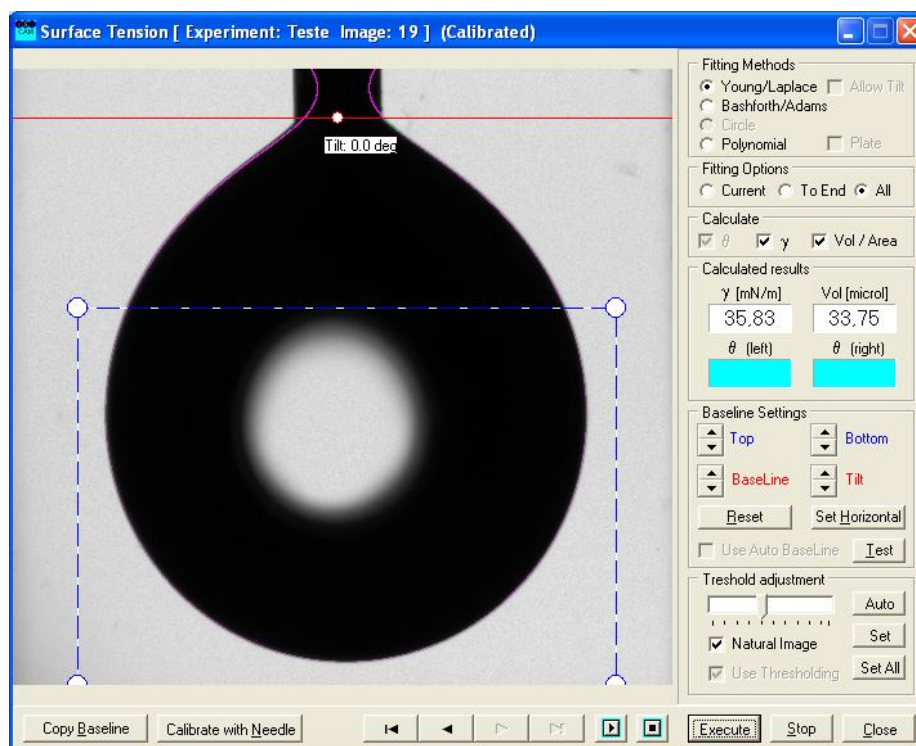 Surface Tension [ Experiment: Teste Image: 19 ] (Calibrated)
Tilt: 0.0 deg
Fitting Methods
Young/Laplace Allow Tilt
Bashforth/Adams
Circle
Polynomial Plate
Fitting Options
Current To End All
Calculate
θ γ Vol / Area
Calculated results
γ [mN/m] Vol [microl]
35,83 33,75
θ (left) θ (right)
Baseline Settings
Top Bottom
BaseLine Tilt
Reset Set Horizontal
Use Auto BaseLine Test
Treshold adjustment
Auto
Natural Image Set
Use Thresholding Set All
Copy Baseline Calibrate with Needle Execute Stop Close